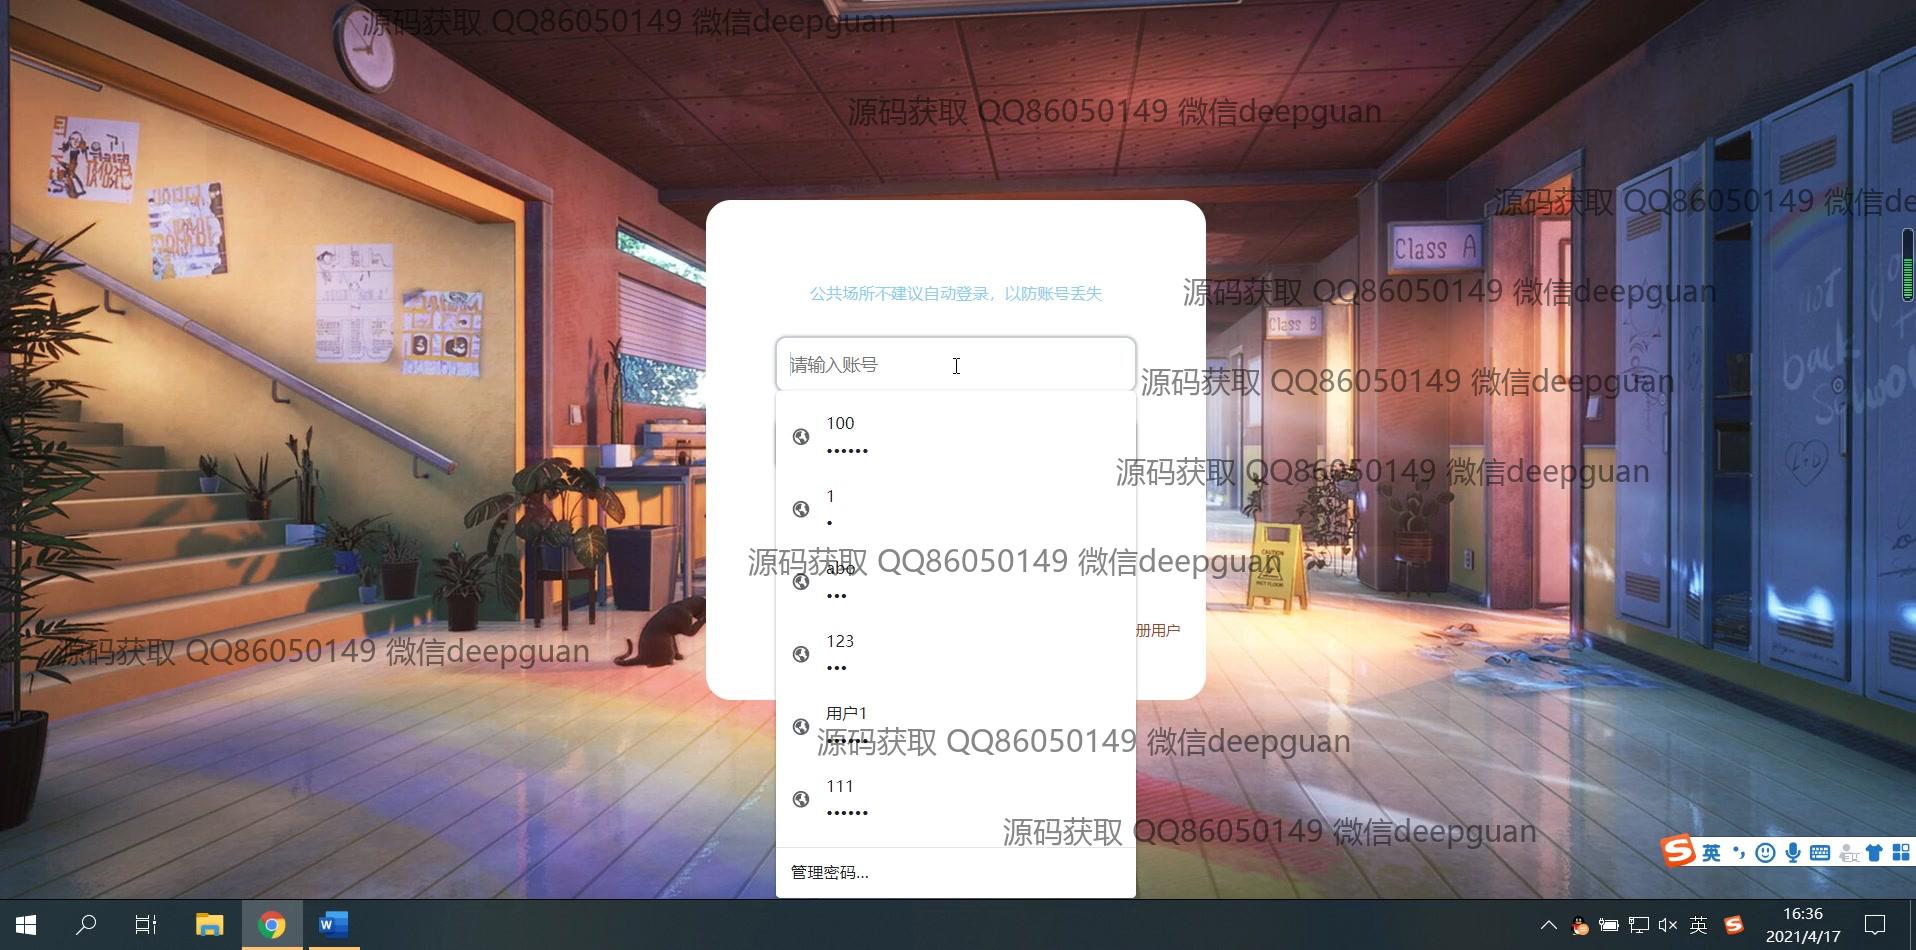 源码获取 QQ86050149 微信deepguan
源码获取 QQ86050149 微信deepguan
源码获取 QQ86050149 微信de
Class A
源码获取 QQ86050149 微信deepguan
公共场所不建议自动登录，以防账号丢失
Class B
请输入账号
源码获取 QQ86050149 微信deepguan
not
back to
School
100
••••••
源码获取 QQ86050149 微信deepguan
1
•
源码获取 QQ86050149 微信deepguan
abo
•••
CAUTION
WET FLOOR
123
•••
册用户
源码获取 QQ86050149 微信deepguan
用户1
••••••
源码获取 QQ86050149 微信deepguan
111
••••••
源码获取 QQ86050149 微信deepguan
英
管理密码...
英
16:36
2021/4/17